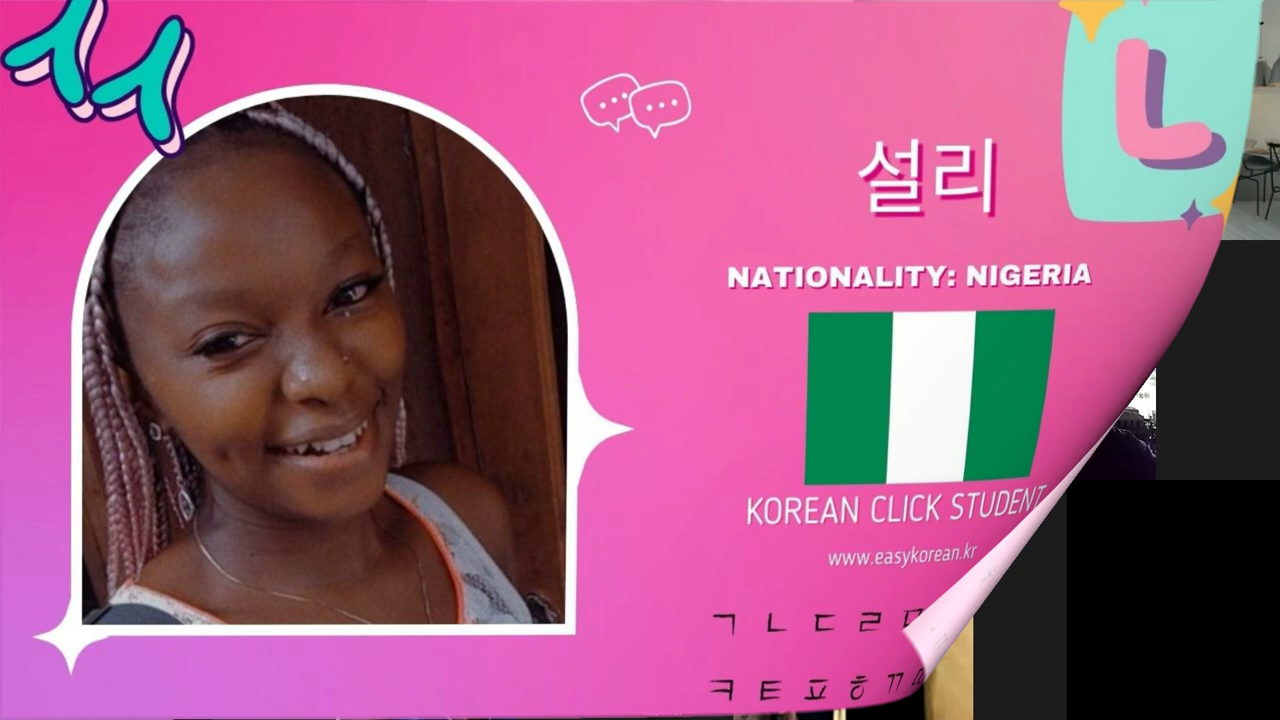 설리
NATIONALITY: NIGERIA
KOREAN CLICK STUDENT
www.easykorean.kr
ㄱ ㄴ ㄷ ㄹ
ㅋ ㅌ ㅍ ㅎ ㄲ